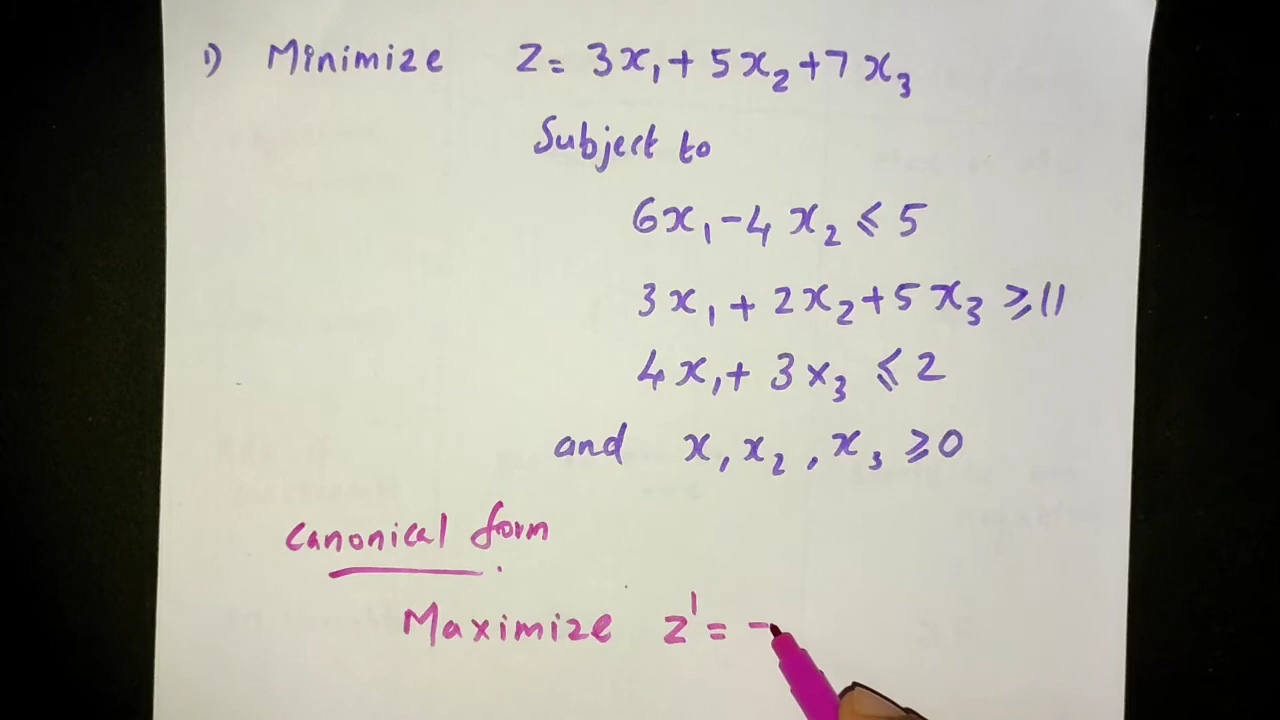 1) Minimize Z = 3x₁ + 5x₂ + 7x₃
Subject to
6x₁ - 4x₂ ≤ 5
3x₁ + 2x₂ + 5x₃ ≥ 11
4x₁ + 3x₃ ≤ 2
and x, x₂, x₃ ≥ 0
Canonical form
Maximize z' = -